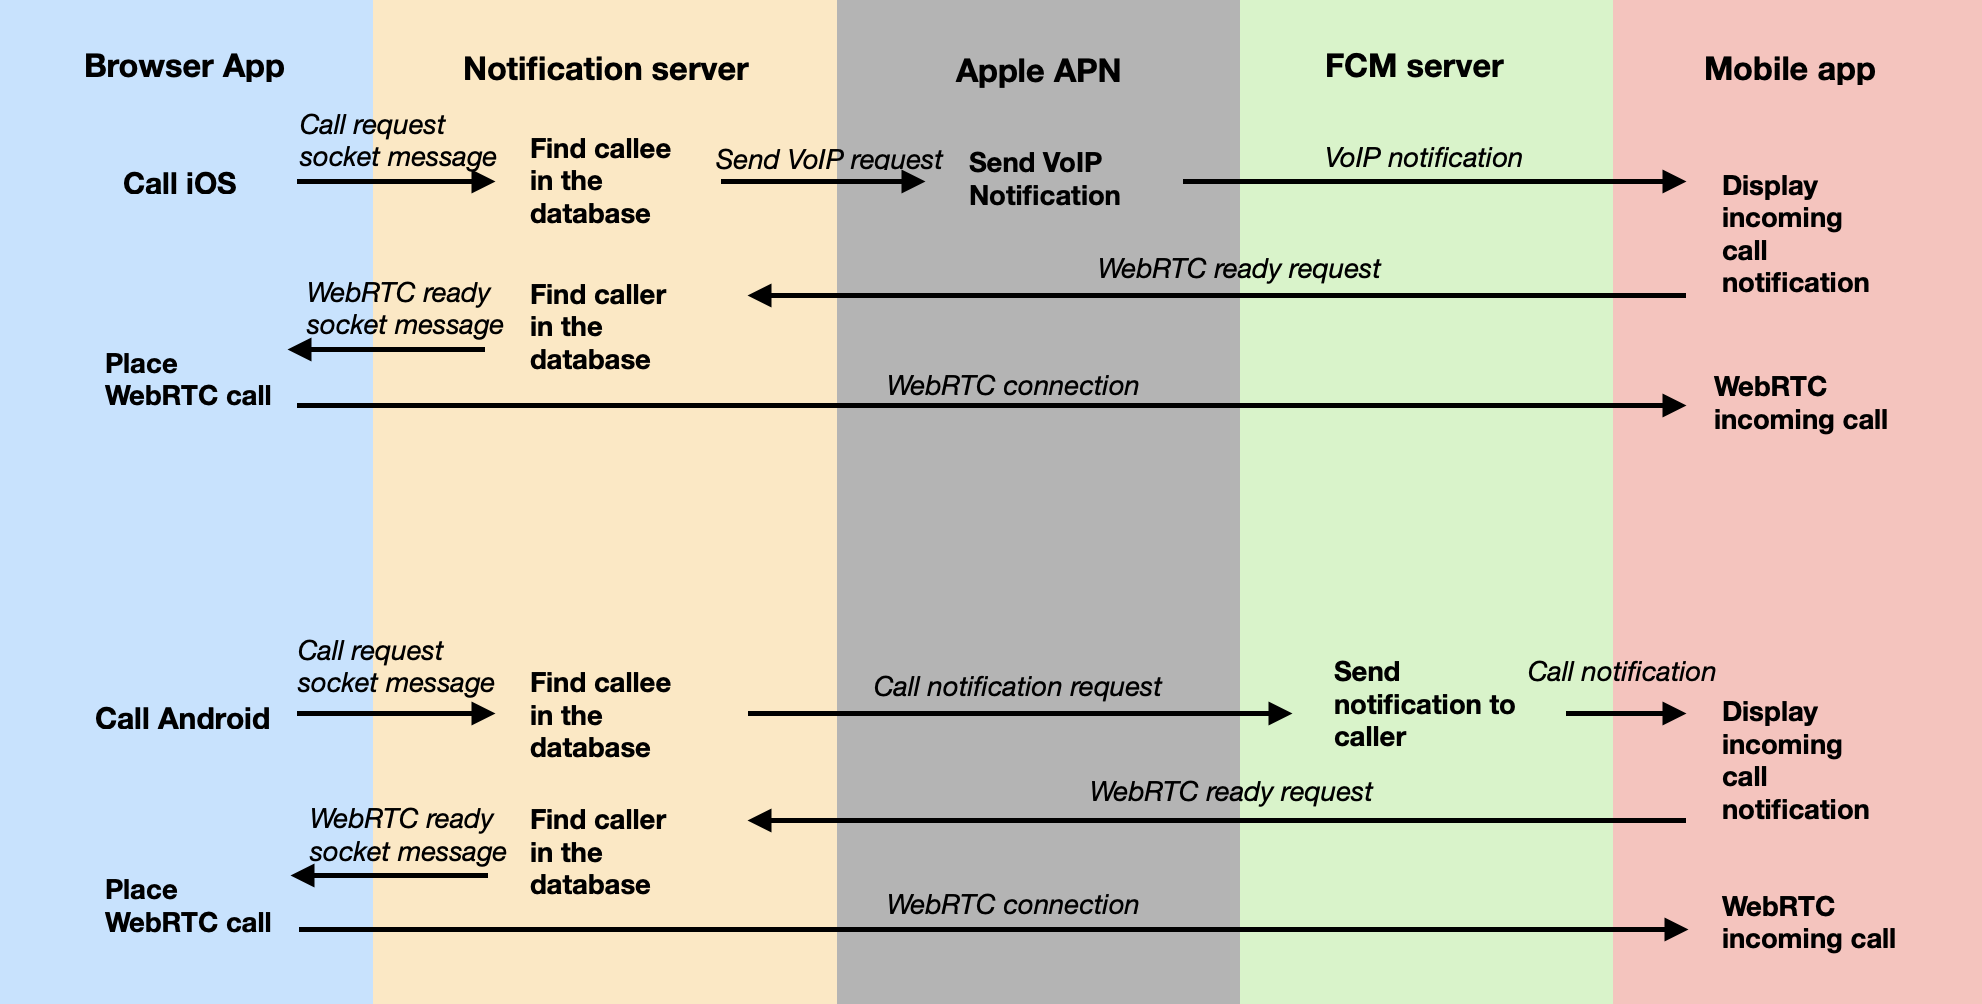 Browser App
Notification server
Apple APN
FCM server
Mobile app
Call request
socket message
Call iOS
Find callee
in the
database
Send VoIP request
Send VoIP
Notification
VoIP notification
Display
incoming
call
notification
WebRTC ready request
WebRTC ready
socket message
Find caller
in the
database
Place
WebRTC call
WebRTC connection
WebRTC
incoming call
Call request
socket message
Call Android
Find callee
in the
database
Call notification request
Send
notification to
caller
Call notification
Display
incoming
call
notification
WebRTC ready request
WebRTC ready
socket message
Find caller
in the
database
Place
WebRTC call
WebRTC connection
WebRTC
incoming call